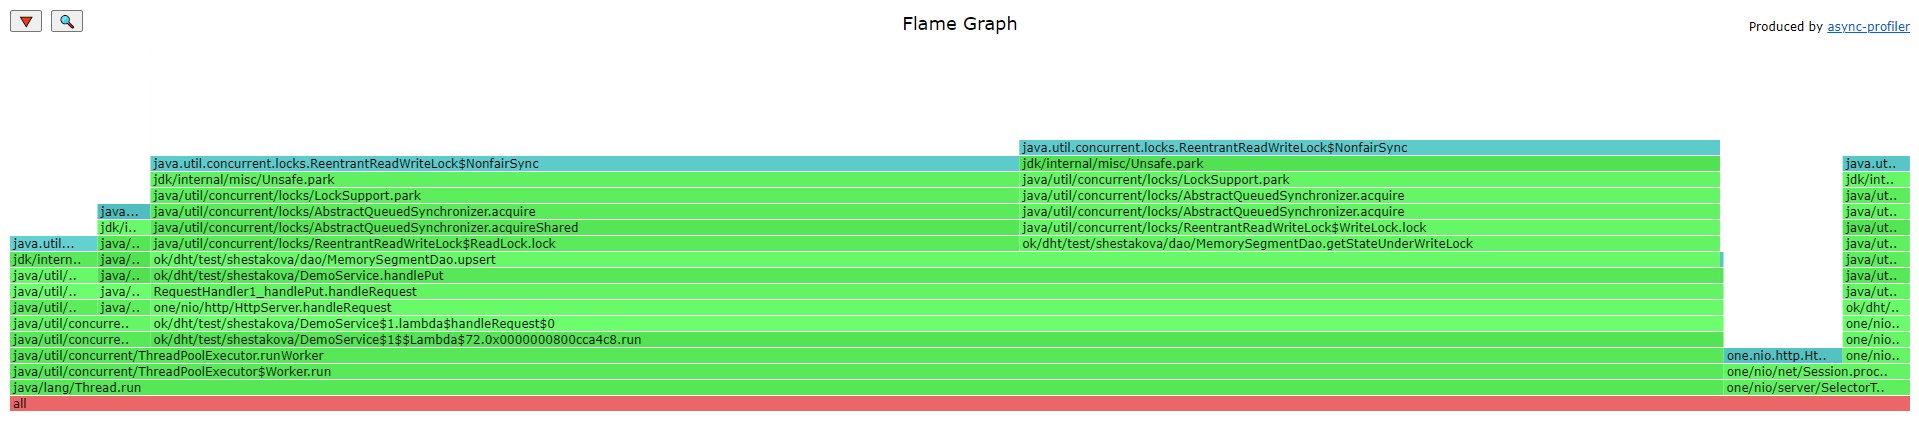 Flame Graph
Produced by async-profiler
java.util.concurrent.locks.ReentrantReadWriteLock$NonfairSync
java.util.concurrent.locks.ReentrantReadWriteLock$NonfairSync jdk/internal/misc/Unsafe.park java.ut..
jdk/internal/misc/Unsafe.park java/util/concurrent/locks/LockSupport.park jdk/int..
java/util/concurrent/locks/LockSupport.park java/util/concurrent/locks/AbstractQueuedSynchronizer.acquire java/ut..
java... java/util/concurrent/locks/AbstractQueuedSynchronizer.acquire java/util/concurrent/locks/AbstractQueuedSynchronizer.acquire java/ut..
jdk/i.. java/util/concurrent/locks/AbstractQueuedSynchronizer.acquireShared java/util/concurrent/locks/ReentrantReadWriteLock$WriteLock.lock java/ut..
java.util... java/.. java/util/concurrent/locks/ReentrantReadWriteLock$ReadLock.lock ok/dht/test/shestakova/dao/MemorySegmentDao.getStateUnderWriteLock java/ut..
jdk/intern.. java/.. ok/dht/test/shestakova/dao/MemorySegmentDao.upsert java/ut..
java/util/.. java/.. ok/dht/test/shestakova/DemoService.handlePut java/ut..
java/util/.. java/.. RequestHandler1_handlePut.handleRequest java/ut..
java/util/.. java/.. one/nio/http/HttpServer.handleRequest ok/dht/..
java/util/concurre.. ok/dht/test/shestakova/DemoService$1.lambda$handleRequest$0 one/nio..
java/util/concurre.. ok/dht/test/shestakova/DemoService$1$$Lambda$72.0x0000000800cca4c8.run one/nio..
java/util/concurrent/ThreadPoolExecutor.runWorker one.nio.http.Ht.. one/nio..
java/util/concurrent/ThreadPoolExecutor$Worker.run one/nio/net/Session.proc..
java/lang/Thread.run one/nio/server/SelectorT..
all